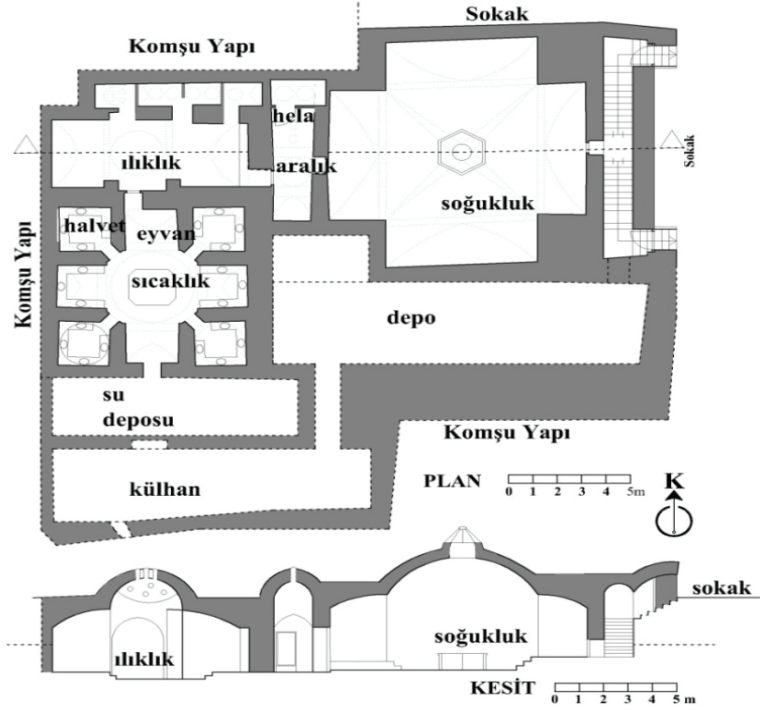 Sokak
Komşu Yapı
hela
ılıklık
aralık
Sokak
soğukluk
halvet
eyvan
Komşu Yapı
sıcaklık
depo
su
deposu
Komşu Yapı
külhan
PLAN
0 1 2 3 4 5m
K
sokak
ılıklık
soğukluk
KESİT
0 1 2 3 4 5 m